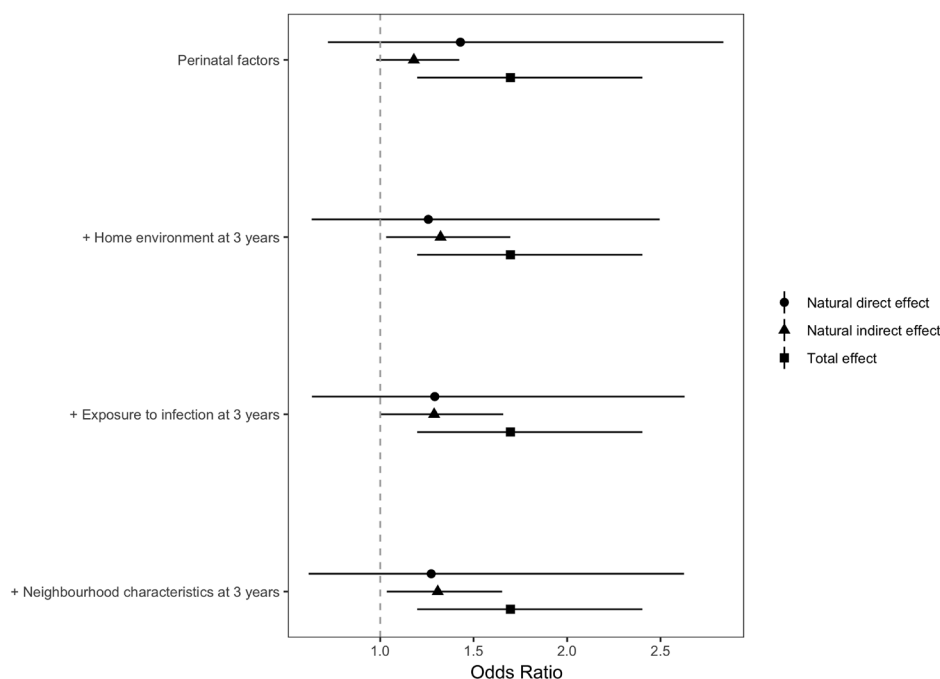 Perinatal factors
+ Home environment at 3 years
+ Exposure to infection at 3 years
+ Neighbourhood characteristics at 3 years
1.0 1.5 2.0 2.5
Odds Ratio
Natural direct effect
Natural indirect effect
Total effect